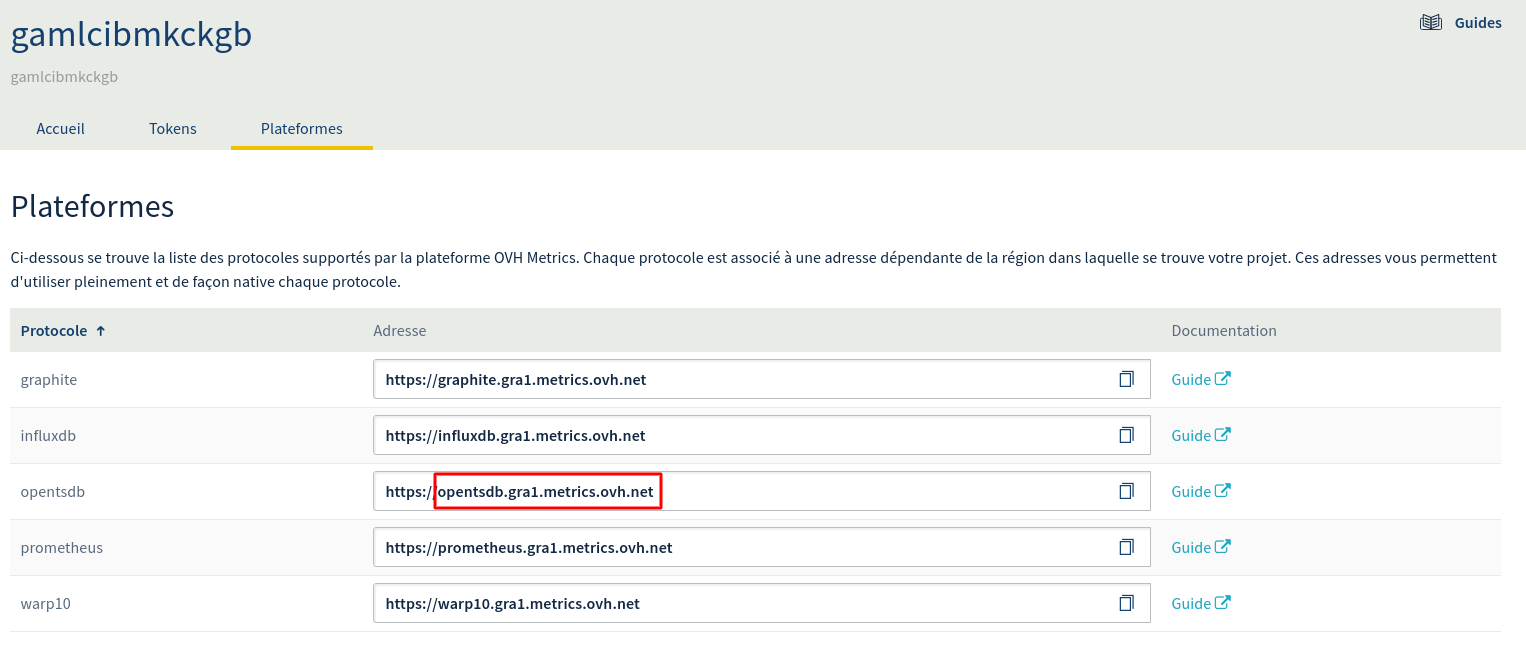 gamlcibmkckgb
Guides
gamlcibmkckgb
Accueil Tokens Plateformes
Plateformes
Ci-dessous se trouve la liste des protocoles supportés par la plateforme OVH Metrics. Chaque protocole est associé à une adresse dépendante de la région dans laquelle se trouve votre projet. Ces adresses vous permettent
d'utiliser pleinement et de façon native chaque protocole.
Protocole ↑ Adresse Documentation
graphite https://graphite.gra1.metrics.ovh.net Guide
influxdb https://influxdb.gra1.metrics.ovh.net Guide
opentsdb https://opentsdb.gra1.metrics.ovh.net Guide
prometheus https://prometheus.gra1.metrics.ovh.net Guide
warp10 https://warp10.gra1.metrics.ovh.net Guide